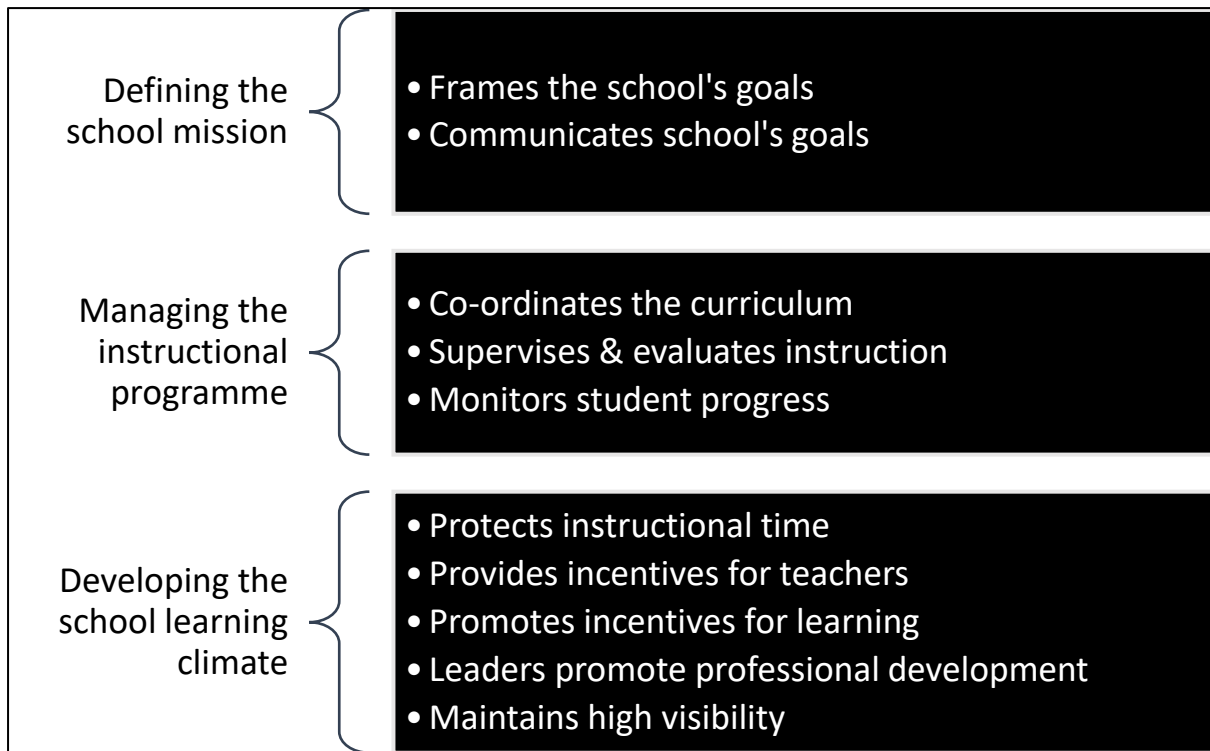 Defining the
school mission
• Frames the school's goals
• Communicates school's goals
Managing the
instructional
programme
• Co-ordinates the curriculum
• Supervises & evaluates instruction
• Monitors student progress
Developing the
school learning
climate
• Protects instructional time
• Provides incentives for teachers
• Promotes incentives for learning
• Leaders promote professional development
• Maintains high visibility